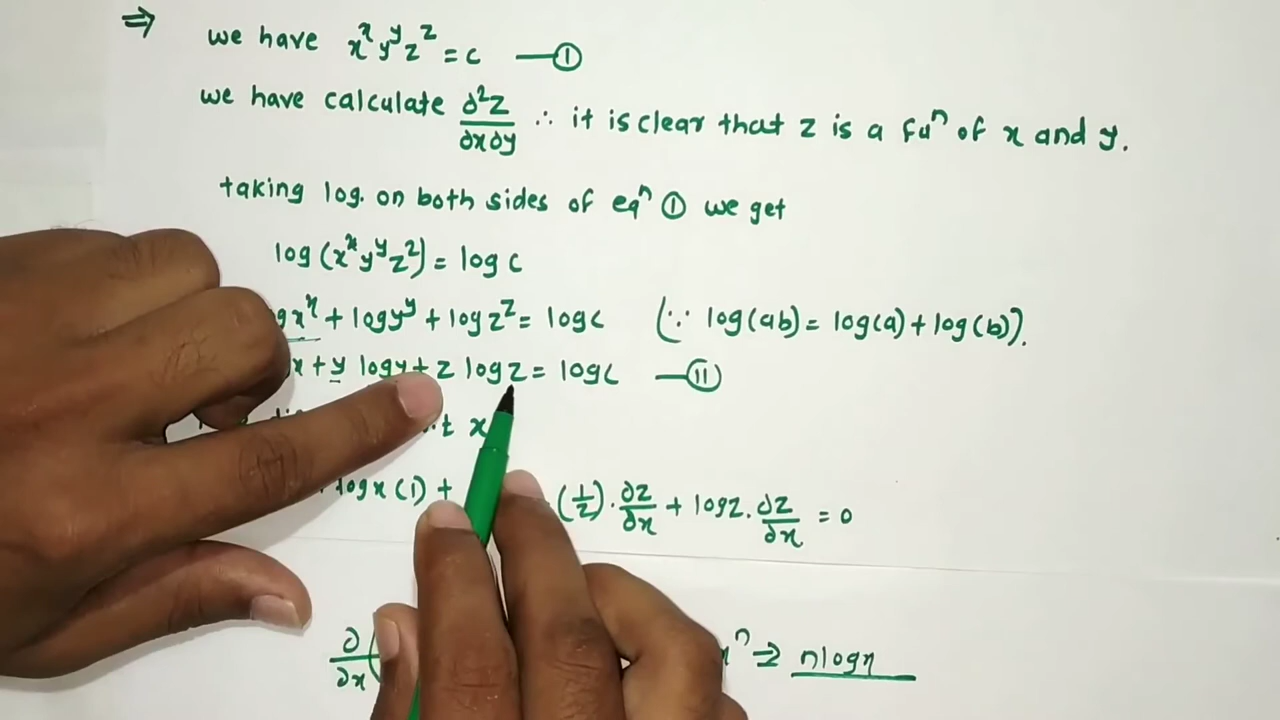 ⇒ we have x^x y^y z^z = c —①
we have calculate ∂²z/∂x∂y ∴ it is clear that z is a fuⁿ of x and y.
taking log. on both sides of eqⁿ ① we get
log (x^x y^y z^z) = log c
x^x + log y^y + log z^z = log c (∵ log(ab) = log(a) + log(b)).
x + y log y + z log z = log c —⑪
x
log x (1) + (1/z) · ∂z/∂x + log z · ∂z/∂x = 0
∂/∂x ( n ⇒ n log x